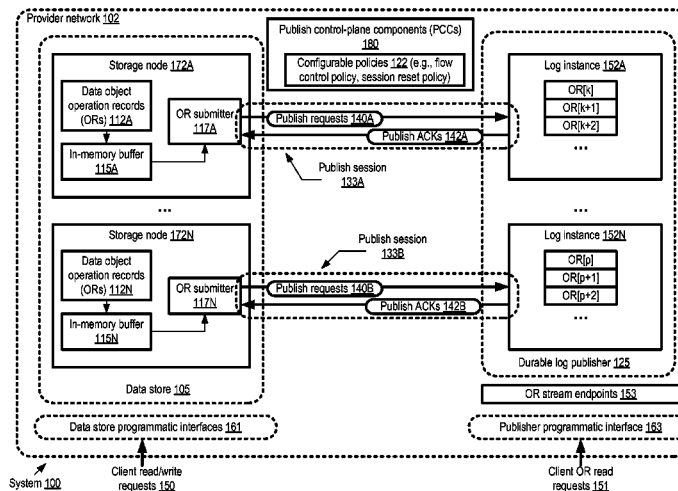 Provider network 102
Publish control-plane components (PCCs)
180
Configurable policies 122 (e.g., flow
control policy, session reset policy)
Storage node 172A
Data object
operation records
(ORs) 112A
In-memory buffer
115A
OR submitter
117A
Publish requests 140A
Publish ACKs 142A
Publish session
133A
Log instance 152A
OR[k]
OR[k+1]
OR[k+2]
...
...
...
Storage node 172N
Data object
operation records
(ORs) 112N
In-memory buffer
115N
OR submitter
117N
Publish session
133B
Publish requests 140B
Publish ACKs 142B
Log instance 152N
OR[p]
OR[p+1]
OR[p+2]
...
Data store 105
Durable log publisher 125
OR stream endpoints 153
Data store programmatic interfaces 161
Publisher programmatic interface 163
System 100
Client read/write
requests 150
Client OR read
requests 151